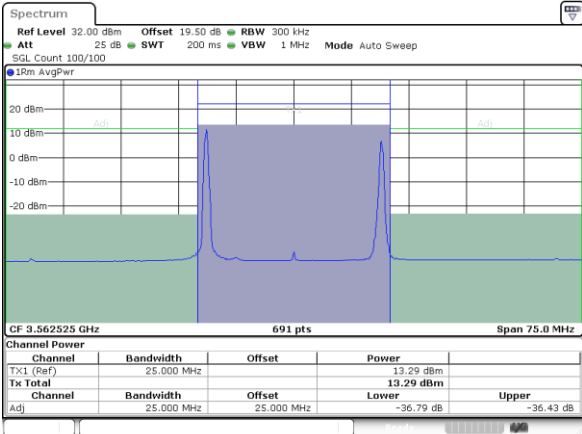 Spectrum
Ref Level 32.00 dBm Offset 19.50 dB RBW 300 kHz
Att 25 dB SWT 200 ms VBW 1 MHz Mode Auto Sweep
SGL Count 100/100
1Rm AvgPwr
20 dBm
Adj Adj
10 dBm
0 dBm
-10 dBm
-20 dBm
CF 3.562525 GHz 691 pts Span 75.0 MHz
Channel Power
Channel Bandwidth Offset Power
TX1 (Ref) 25.000 MHz 13.29 dBm
Tx Total 13.29 dBm
Channel Bandwidth Offset Lower Upper
Adj 25.000 MHz 25.000 MHz -36.79 dB -36.43 dB
Ready